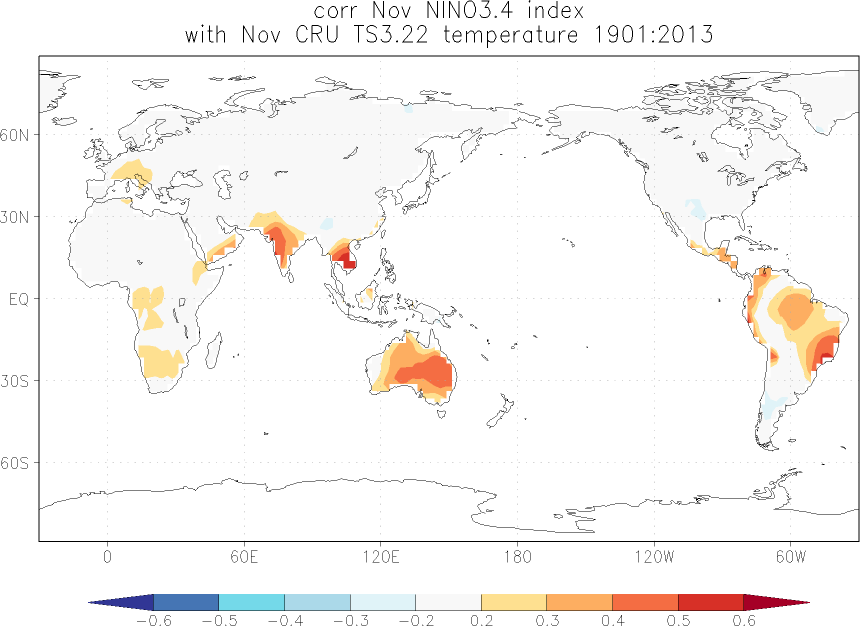 corr Nov NINO3.4 index
with Nov CRU TS3.22 temperature 1901:2013
60N
30N
EQ
30S
60S
0 60E 120E 180 120W 60W
-0.6 -0.5 -0.4 -0.3 -0.2 0.2 0.3 0.4 0.5 0.6